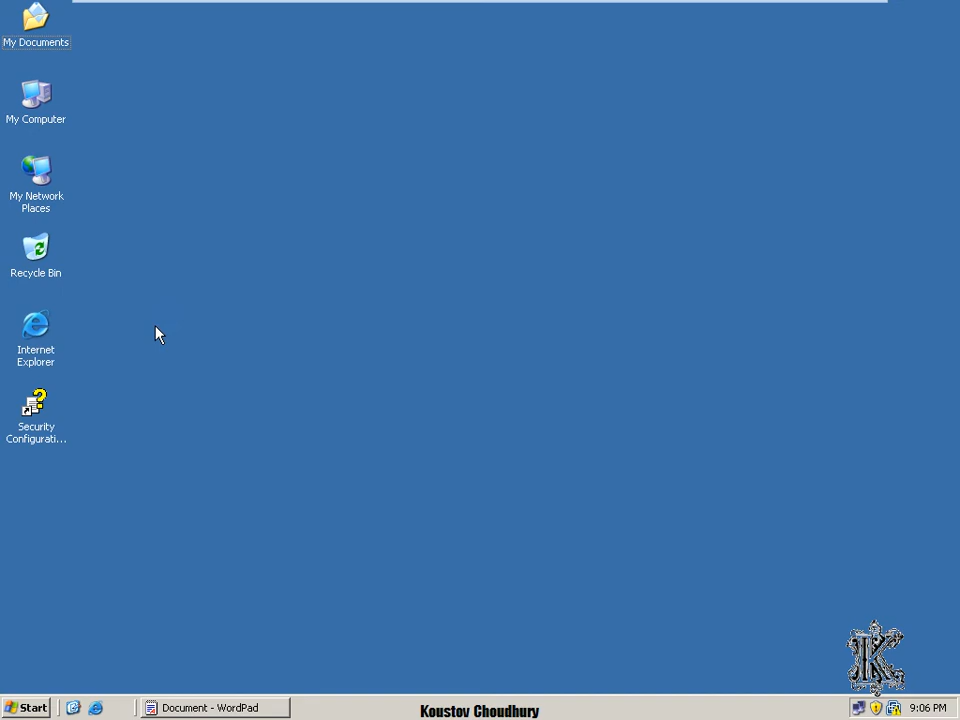 My Documents
My Computer
My Network
Places
Recycle Bin
Internet
Explorer
Security
Configurati...
K
Start
Document - WordPad
Koustov Choudhury
9:06 PM